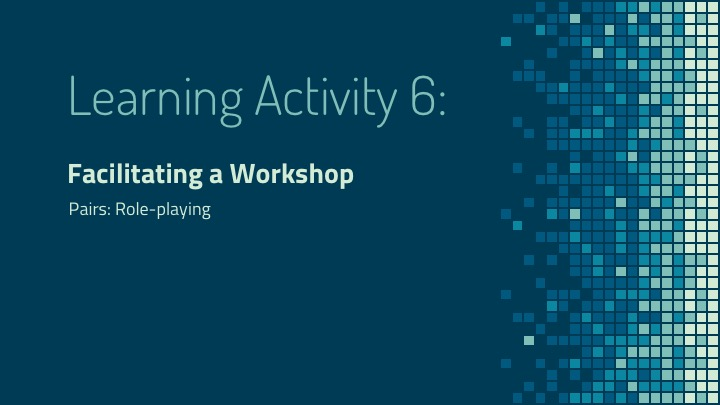 Learning Activity 6:
Facilitating a Workshop
Pairs: Role-playing